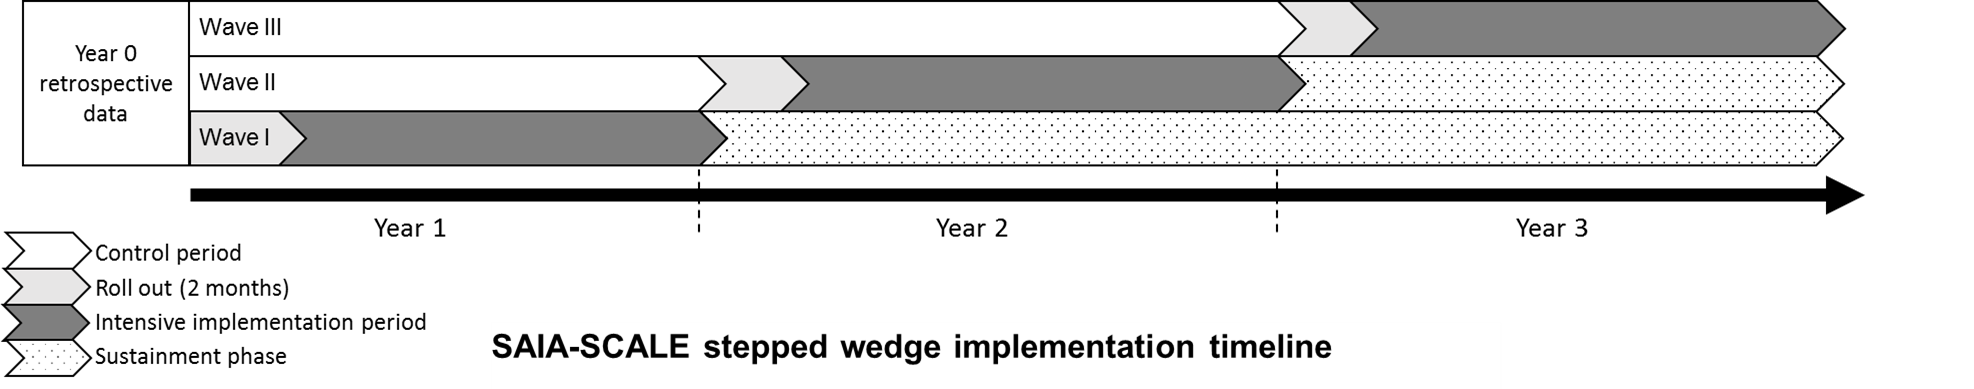 Year 0
retrospective
data
Wave III
Wave II
Wave I
Year 1
Year 2
Year 3
Control period
Roll out (2 months)
Intensive implementation period
Sustainment phase
SAIA-SCALE stepped wedge implementation timeline